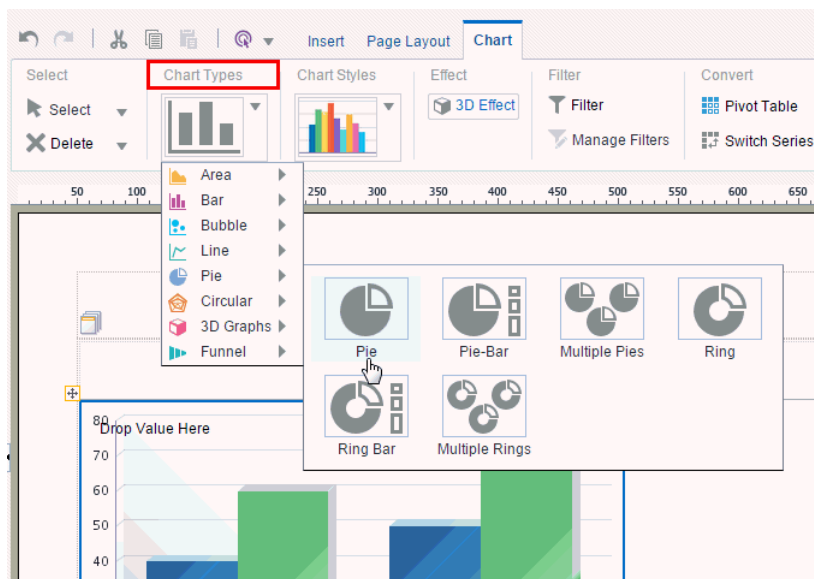 Insert Page Layout Chart
Select Chart Types Chart Styles Effect Filter Convert
Select 3D Effect Filter Pivot Table
Delete Manage Filters Switch Series
50 100 250 300 350 400 450 500 550 600 650
Area
Bar
Bubble
Line
Pie
Circular
3D Graphs
Funnel
Pie Pie-Bar Multiple Pies Ring
Ring Bar Multiple Rings
80
Drop Value Here
70
60
50
40